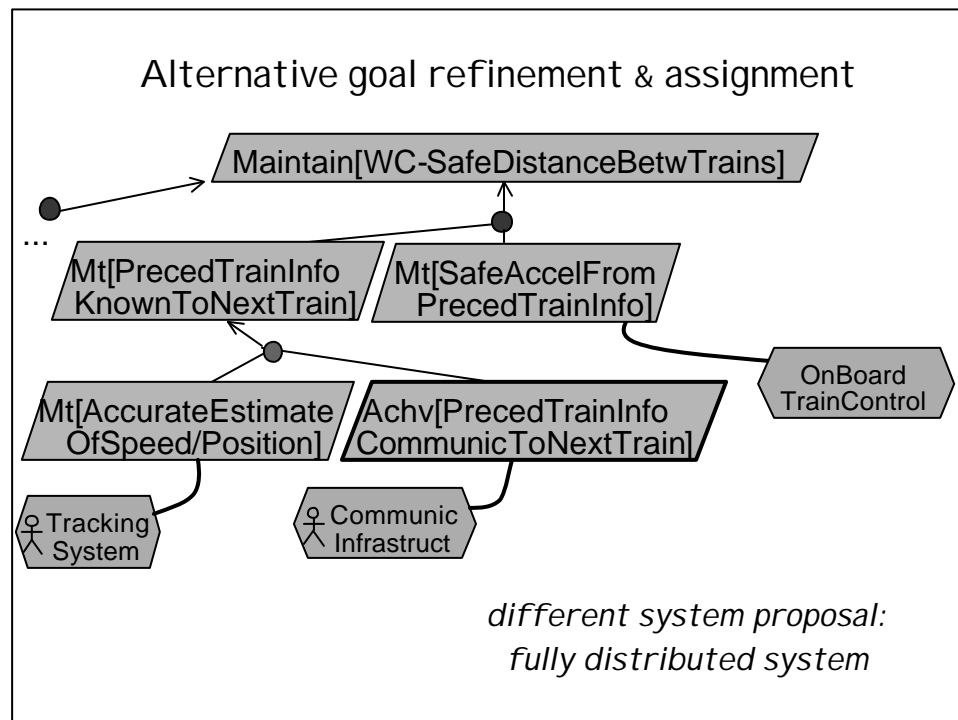 Alternative goal refinement & assignment
Maintain[WC-SafeDistanceBetwTrains]
...
Mt[PrecedTrainInfo
KnownToNextTrain]
Mt[SafeAccelFrom
PrecedTrainInfo]
OnBoard
TrainControl
Mt[AccurateEstimate
OfSpeed/Position]
Achv[PrecedTrainInfo
CommunicToNextTrain]
Tracking
System
Communic
Infrastruct
different system proposal:
fully distributed system